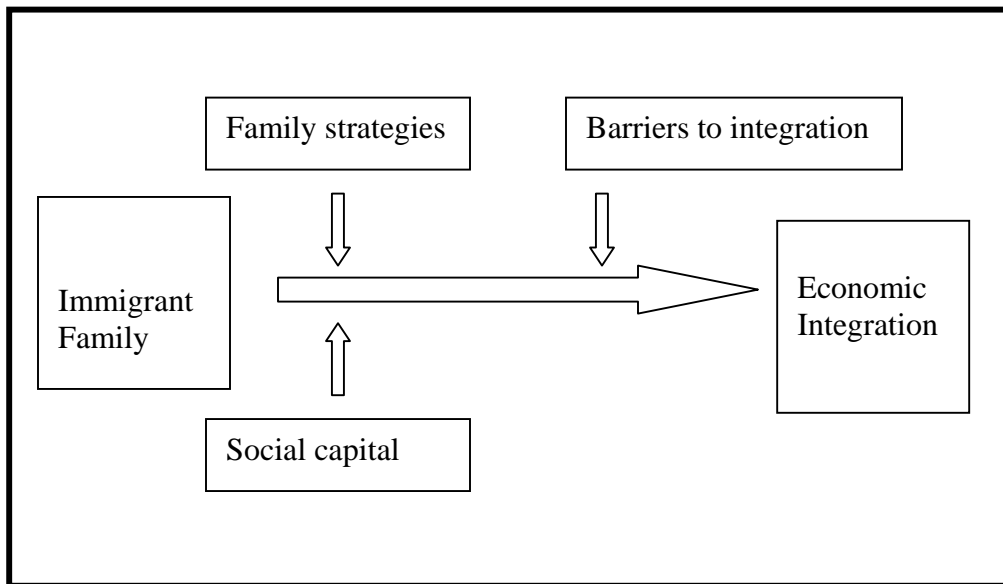 Family strategies
Barriers to integration
Immigrant
Family
Economic
Integration
Social capital